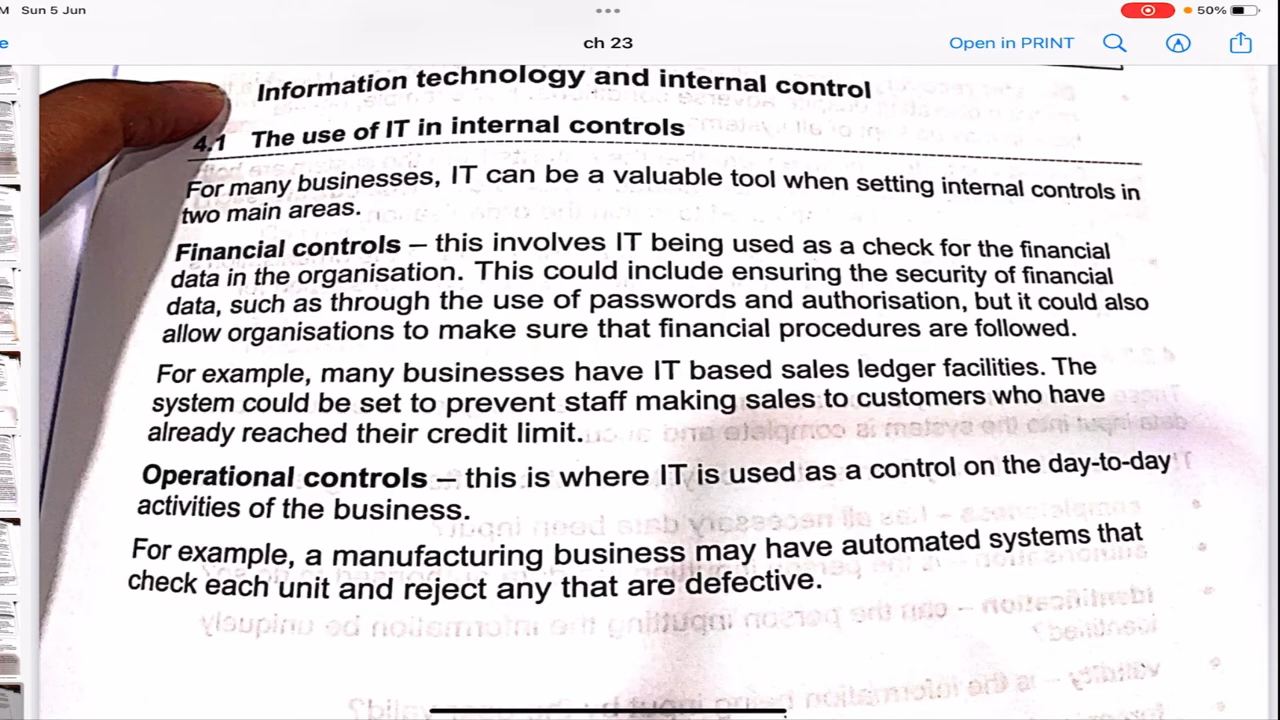 M Sun 5 Jun
50%
e
ch 23
Open in PRINT
Information technology and internal control
4.1 The use of IT in internal controls
For many businesses, IT can be a valuable tool when setting internal controls in
two main areas.
Financial controls – this involves IT being used as a check for the financial
data in the organisation. This could include ensuring the security of financial
data, such as through the use of passwords and authorisation, but it could also
allow organisations to make sure that financial procedures are followed.
For example, many businesses have IT based sales ledger facilities. The
system could be set to prevent staff making sales to customers who have
already reached their credit limit.
Operational controls – this is where IT is used as a control on the day-to-day
activities of the business.
For example, a manufacturing business may have automated systems that
check each unit and reject any that are defective.